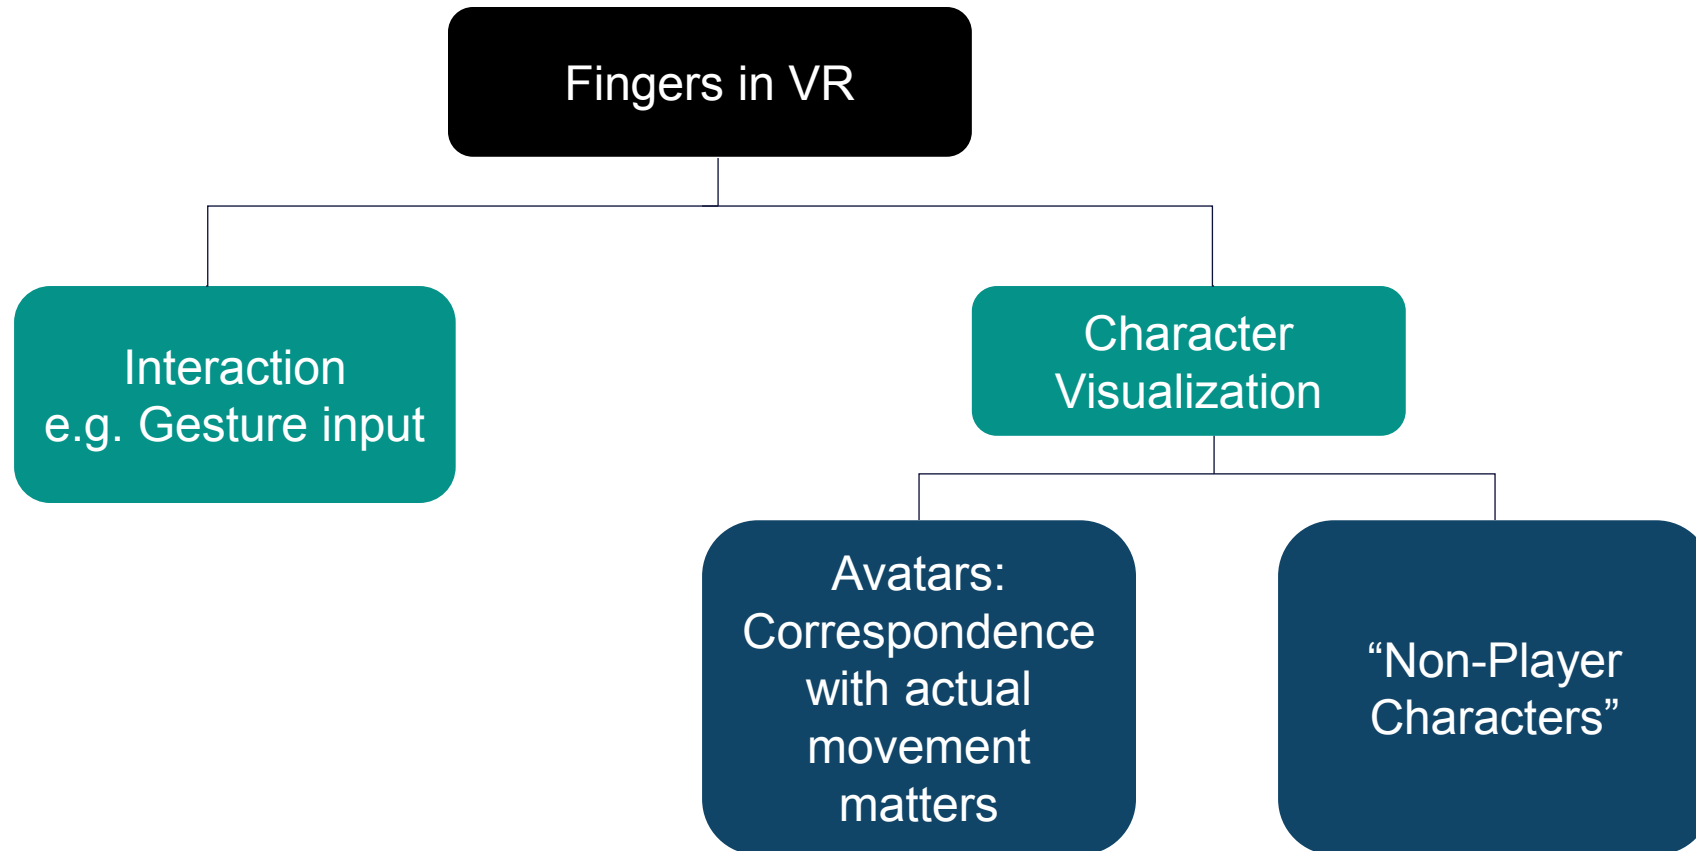 Fingers in VR
Interaction
e.g. Gesture input
Character
Visualization
Avatars:
Correspondence
with actual
movement
matters
“Non-Player
Characters”